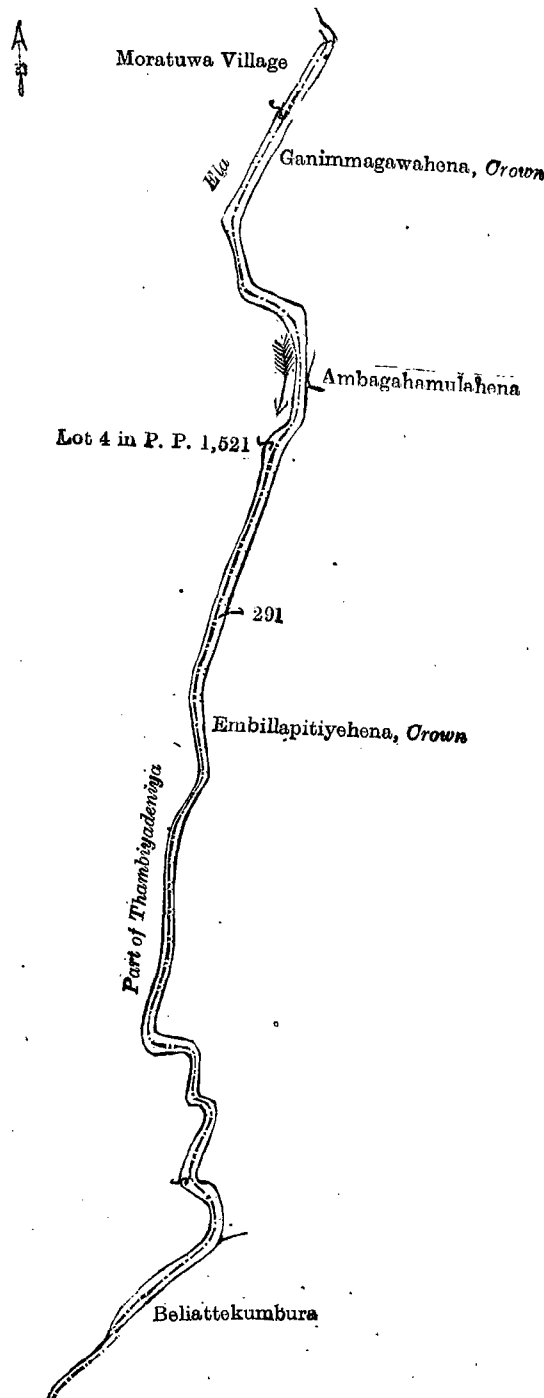 Moratuwa Village
Ela
Ganimmagawahena, Crown
Ambagahamulahena
Lot 4 in P. P. 1,521
291
Embillapitiyehena, Crown
Part of Thambiyadeniya
Beliattekumbura